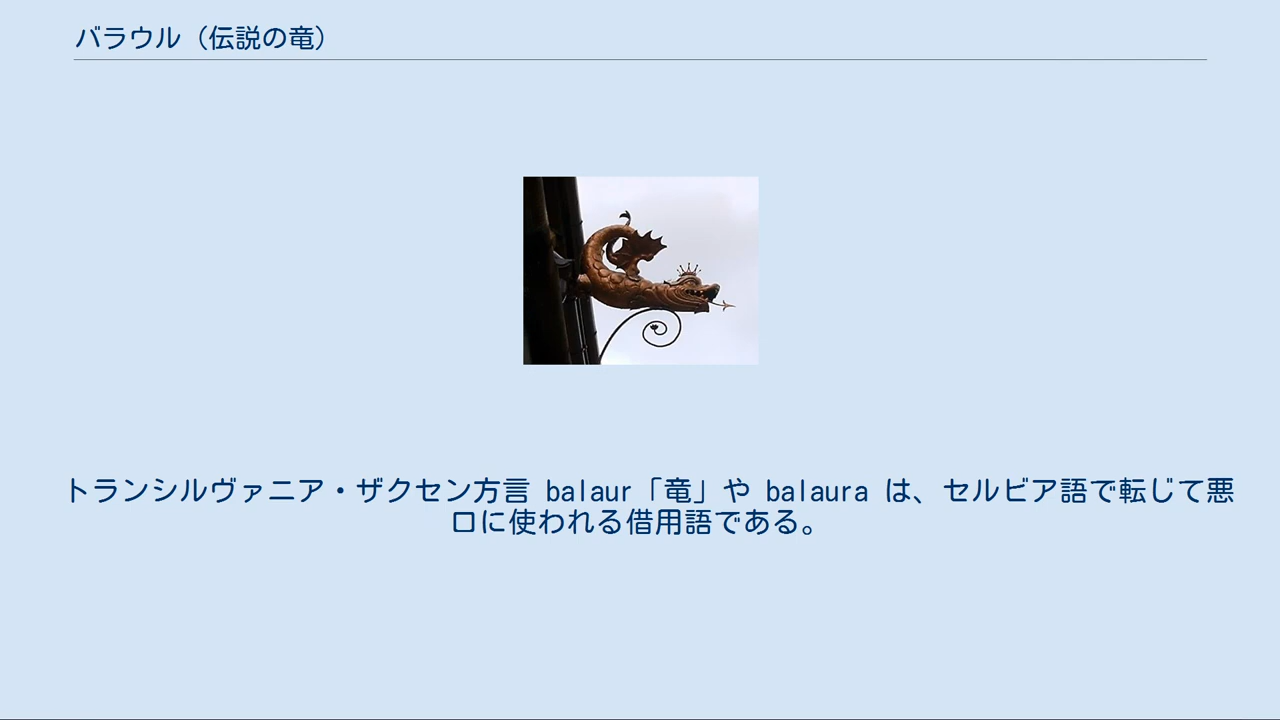 バラウル（伝説の竜）
トランシルヴァニア・ザクセン方言 balaur「竜」や balaura は、セルビア語で転じて悪
口に使われる借用語である。